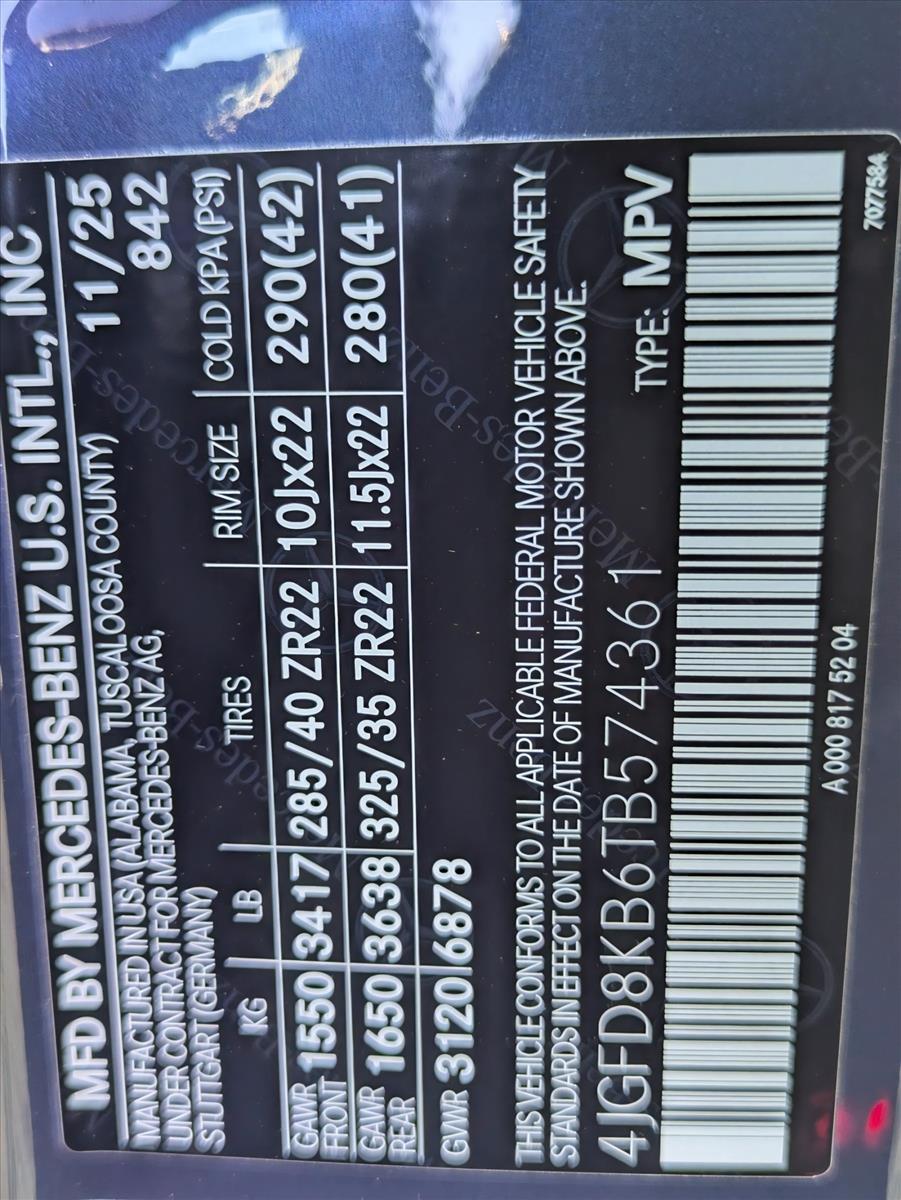 MFD BY MERCEDES-BENZ U.S. INTL., INC
MANUFACTURED IN USA (ALABAMA, TUSCALOOSA COUNTY) 11/25
UNDER CONTRACT FOR MERCEDES-BENZ AG, 842
STUTTGART (GERMANY)
KG LB TIRES RIM SIZE COLD KPA (PSI)
GAWR FRONT 1550 3417 285/40 ZR22 10Jx22 290(42)
GAWR REAR 1650 3638 325/35 ZR22 11.5Jx22 280(41)
GWR 3120 6878
THIS VEHICLE CONFORMS TO ALL APPLICABLE FEDERAL MOTOR VEHICLE SAFETY
STANDARDS IN EFFECT ON THE DATE OF MANUFACTURE SHOWN ABOVE.
4JGFD8KB6TB574361 TYPE: MPV
A 000 817 52 04 7077584